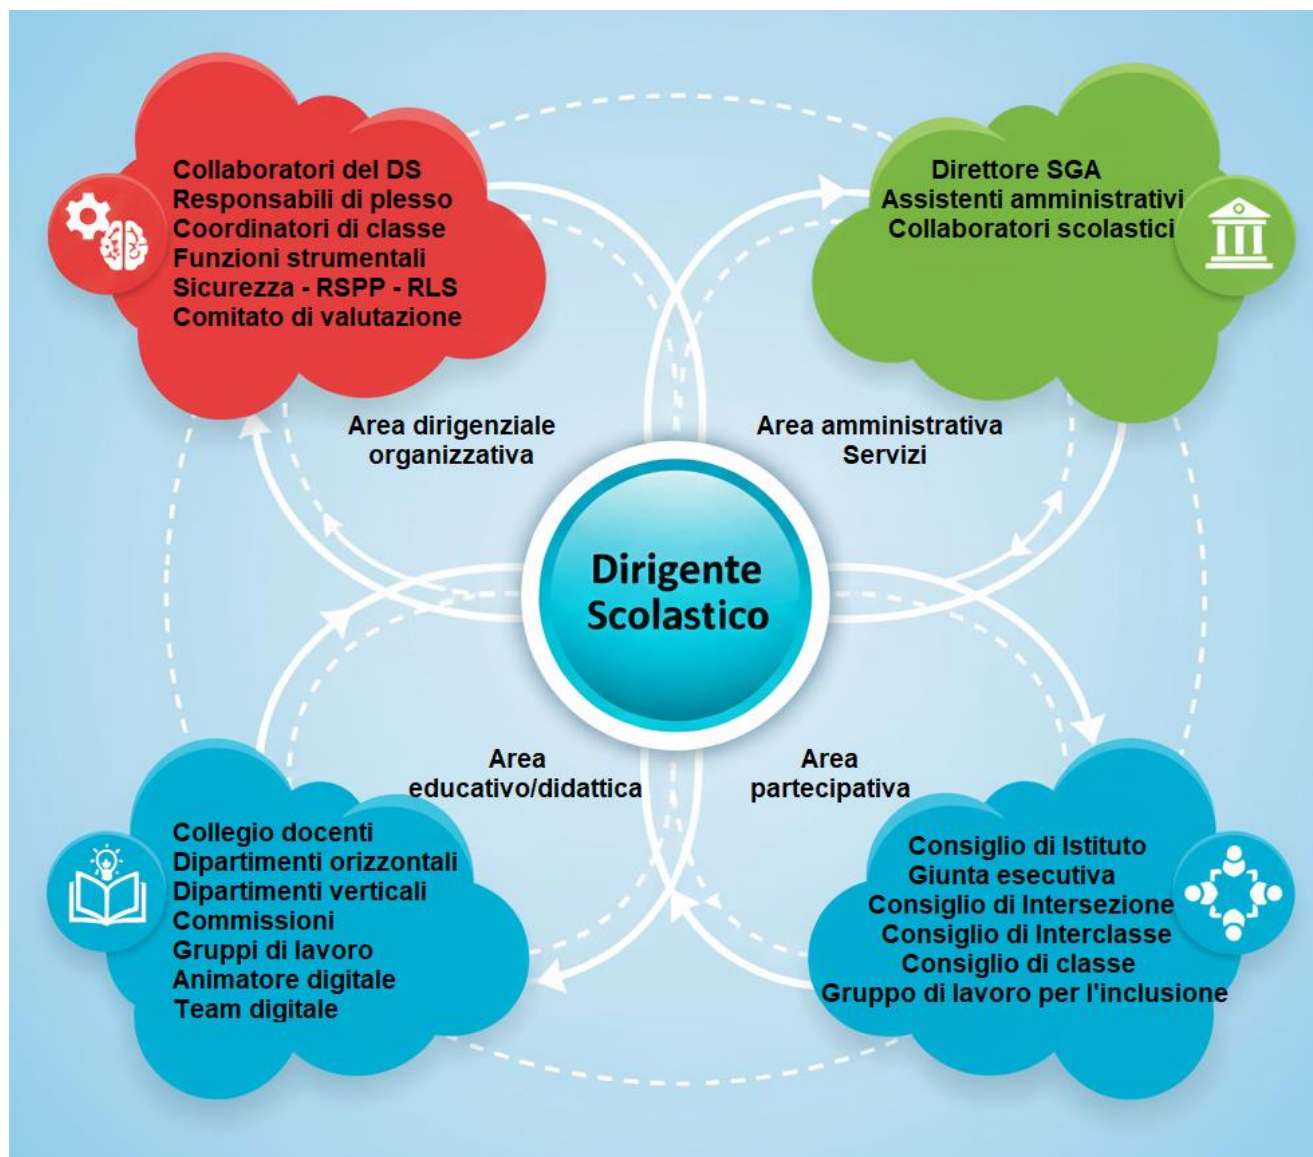 Collaboratori del DS
Responsabili di plesso
Coordinatori di classe
Funzioni strumentali
Sicurezza - RSPP - RLS
Comitato di valutazione
Direttore SGA
Assistenti amministrativi
Collaboratori scolastici
Area dirigenziale
organizzativa
Area amministrativa
Servizi
Dirigente
Scolastico
Area
educativo/didattica
Area
partecipativa
Collegio docenti
Dipartimenti orizzontali
Dipartimenti verticali
Commissioni
Gruppi di lavoro
Animatore digitale
Team digitale
Consiglio di Istituto
Giunta esecutiva
Consiglio di Intersezione
Consiglio di Interclasse
Consiglio di classe
Gruppo di lavoro per l'inclusione